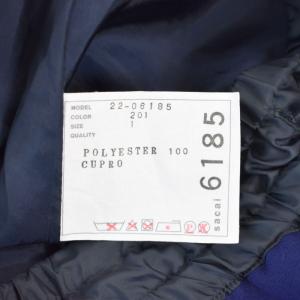 MODEL 22-06185
COLOR 201
SIZE 1
QUALITY
POLYESTER 100
CUPRO
sacai 6185